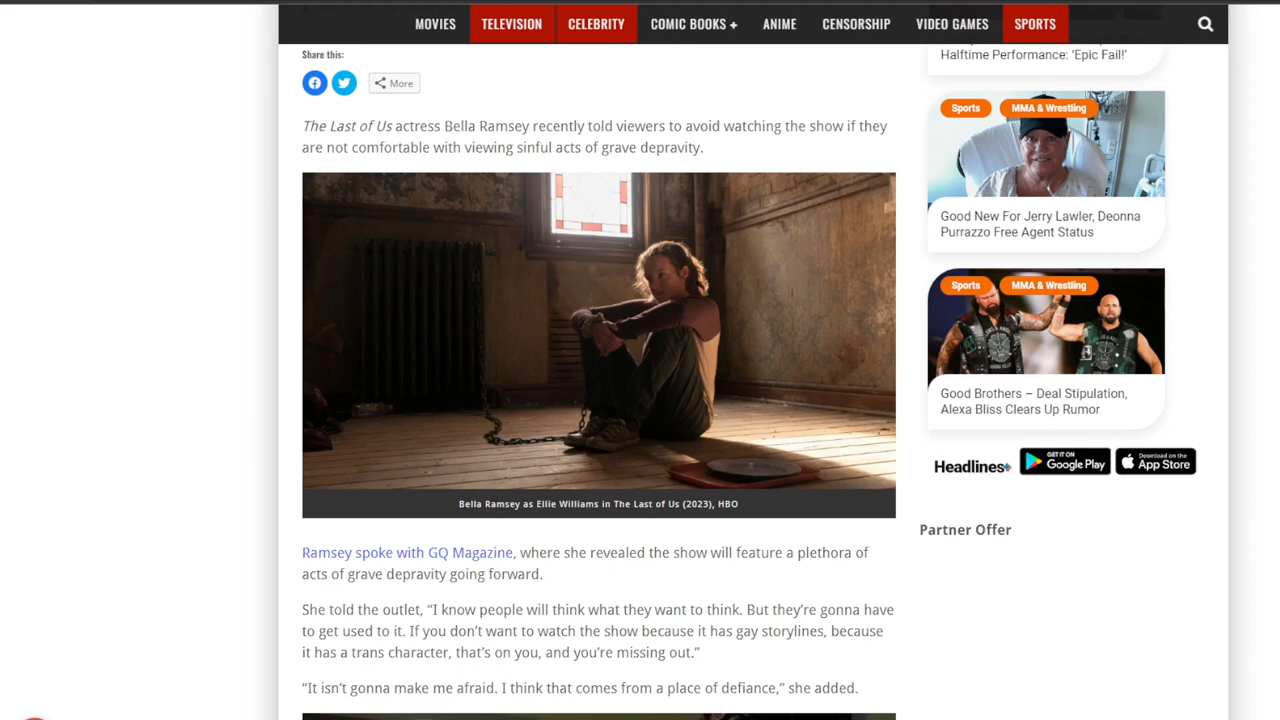 MOVIES TELEVISION CELEBRITY COMIC BOOKS + ANIME CENSORSHIP VIDEO GAMES SPORTS
Share this:
More
The Last of Us actress Bella Ramsey recently told viewers to avoid watching the show if they
are not comfortable with viewing sinful acts of grave depravity.
Bella Ramsey as Ellie Williams in The Last of Us (2023), HBO
Ramsey spoke with GQ Magazine, where she revealed the show will feature a plethora of
acts of grave depravity going forward.
She told the outlet, “I know people will think what they want to think. But they’re gonna have
to get used to it. If you don’t want to watch the show because it has gay storylines, because
it has a trans character, that’s on you, and you’re missing out.”
“It isn’t gonna make me afraid. I think that comes from a place of defiance,” she added.
Halftime Performance: ‘Epic Fail!’
Sports MMA & Wrestling
Good New For Jerry Lawler, Deonna
Purrazzo Free Agent Status
Sports MMA & Wrestling
Good Brothers – Deal Stipulation,
Alexa Bliss Clears Up Rumor
Headlines+
GET IT ON
Google Play
Download on the
App Store
Partner Offer